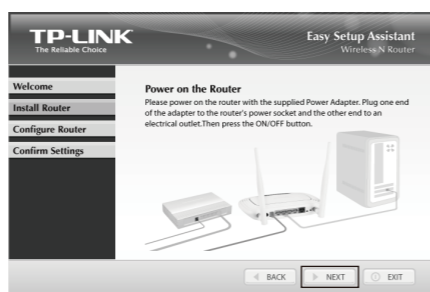 TP-LINK
The Reliable Choice
Easy Setup Assistant
Wireless N Router
Welcome
Install Router
Configure Router
Confirm Settings
Power on the Router
Please power on the router with the supplied Power Adapter. Plug one end
of the adapter to the router's power socket and the other end to an
electrical outlet.Then press the ON/OFF button.
BACK
NEXT
EXIT